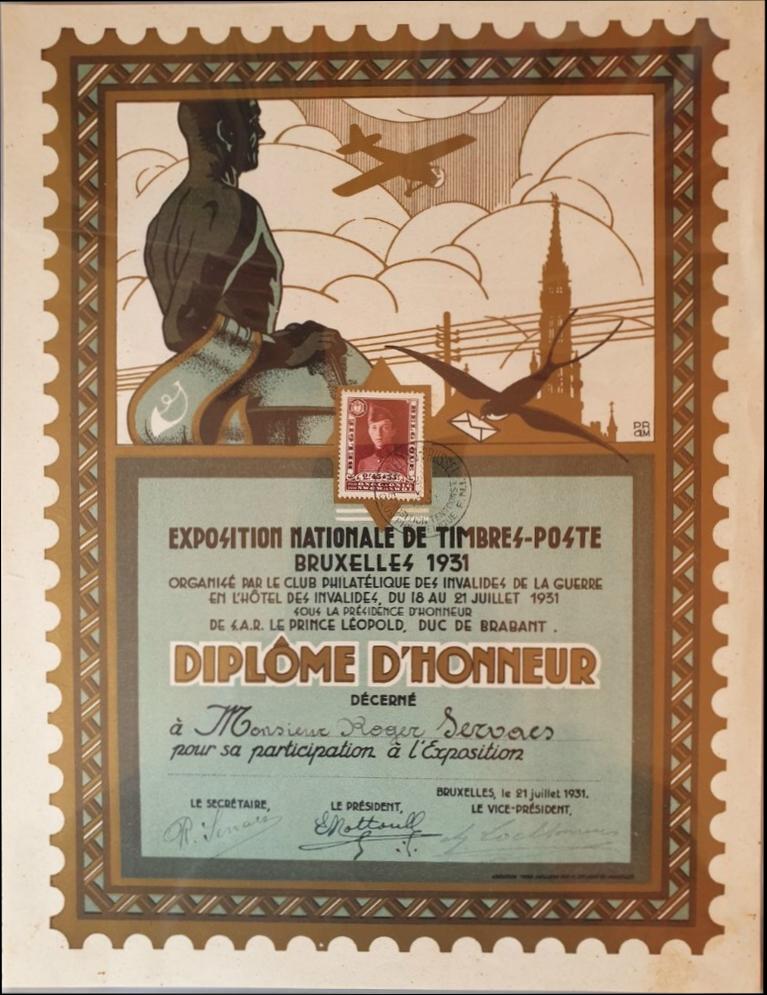 BELGIE
BELGIQUE
EXPOSITION NATIONALE DE TIMBRES-POSTE
BRUXELLES 1931
ORGANISÉ PAR LE CLUB PHILATÉLIQUE DES INVALIDES DE LA GUERRE
EN L'HÔTEL DES INVALIDES, DU 18 AU 21 JUILLET 1931
SOUS LA PRÉSIDENCE D'HONNEUR
DE S.A.R. LE PRINCE LÉOPOLD, DUC DE BRABANT.
DIPLÔME D'HONNEUR
DÉCERNÉ
à Monsieur Roger Servaes
pour sa participation à l'Exposition
BRUXELLES, le 21 juillet 1931.
LE SECRÉTAIRE, LE PRÉSIDENT, LE VICE-PRÉSIDENT,